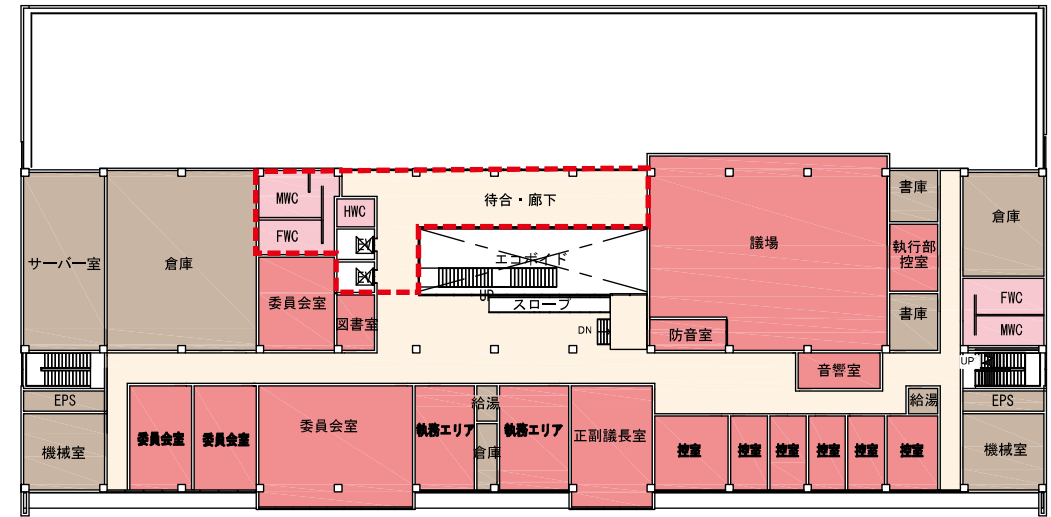 待合・廊下
MWC
HWC
FWC
EV
EV
エコボイド
UP
スロープ
DN
サーバー室
倉庫
委員会室
図書室
議場
防音室
音響室
書庫
執行部
控室
書庫
倉庫
FWC
MWC
UP
EPS
機械室
委員会室
委員会室
委員会室
執務エリア
給湯
倉庫
執務エリア
正副議長室
控室
控室
控室
控室
控室
控室
給湯
EPS
機械室